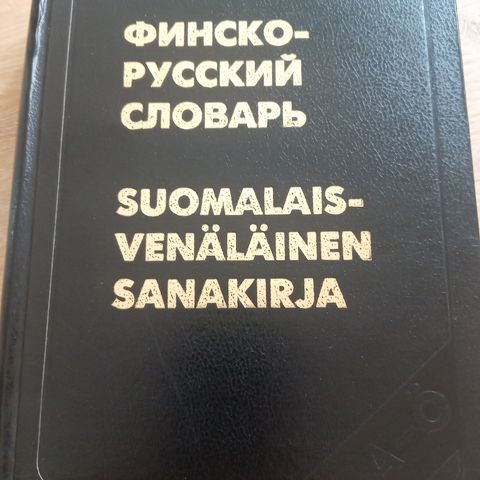 ФИНСКО-
РУССКИЙ
СЛОВАРЬ
SUOMALAIS-
VENÄLÄINEN
SANAKIRJA
A-Ö